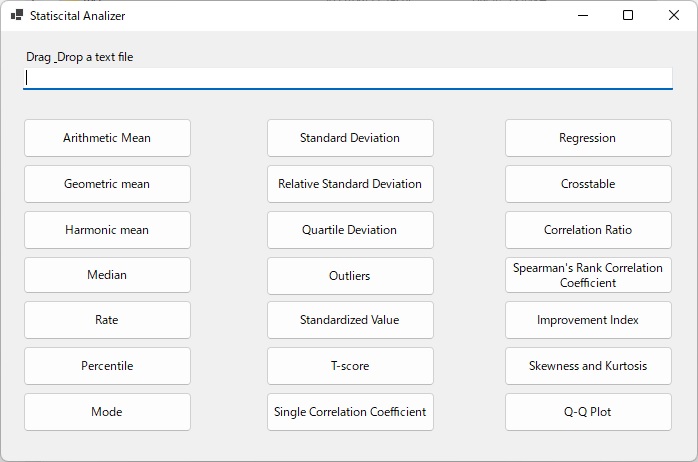 Statiscital Analizer
Drag _Drop a text file
Arithmetic Mean
Standard Deviation
Regression
Geometric mean
Relative Standard Deviation
Crosstable
Harmonic mean
Quartile Deviation
Correlation Ratio
Median
Outliers
Spearman's Rank Correlation
Coefficient
Rate
Standardized Value
Improvement Index
Percentile
T-score
Skewness and Kurtosis
Mode
Single Correlation Coefficient
Q-Q Plot